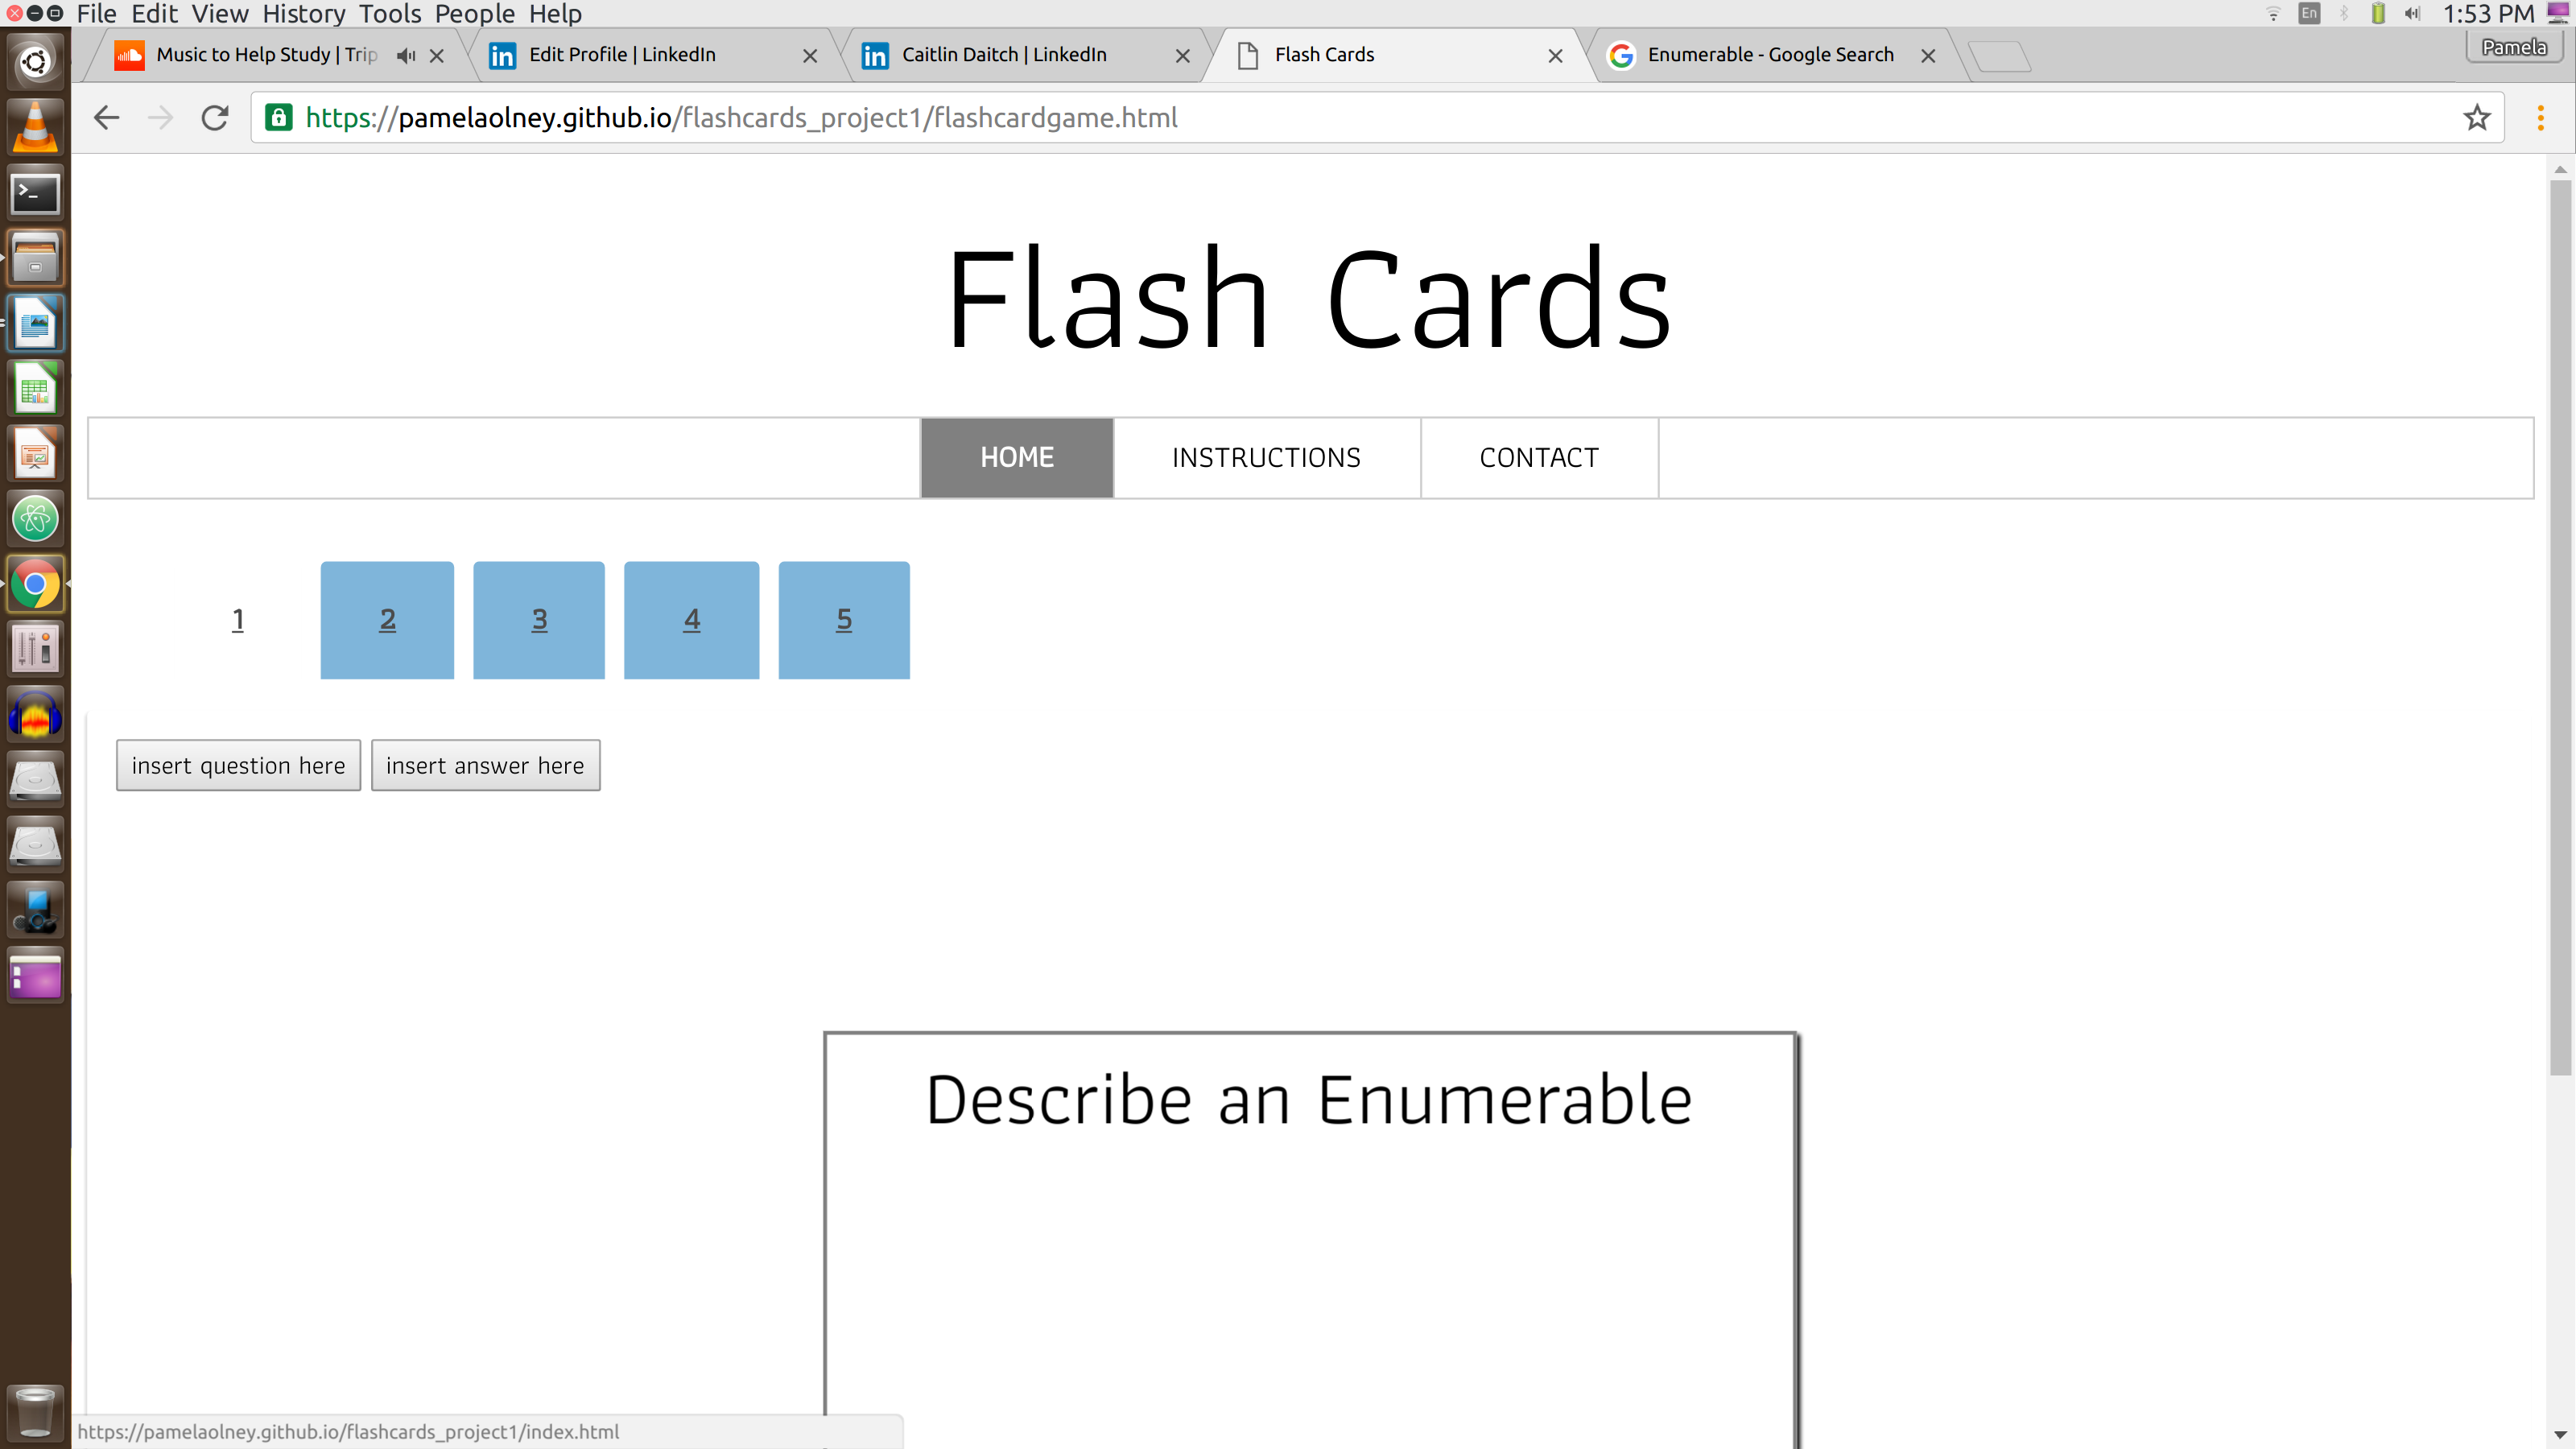 File Edit View History Tools People Help
En 1:53 PM
Music to Help Study | Trip
Edit Profile | LinkedIn
Caitlin Daitch | LinkedIn
Flash Cards
Enumerable - Google Search
Pamela
https://pamelaolney.github.io/flashcards_project1/flashcardgame.html
Flash Cards
HOME INSTRUCTIONS CONTACT
1 2 3 4 5
insert question here insert answer here
Describe an Enumerable
https://pamelaolney.github.io/flashcards_project1/index.html